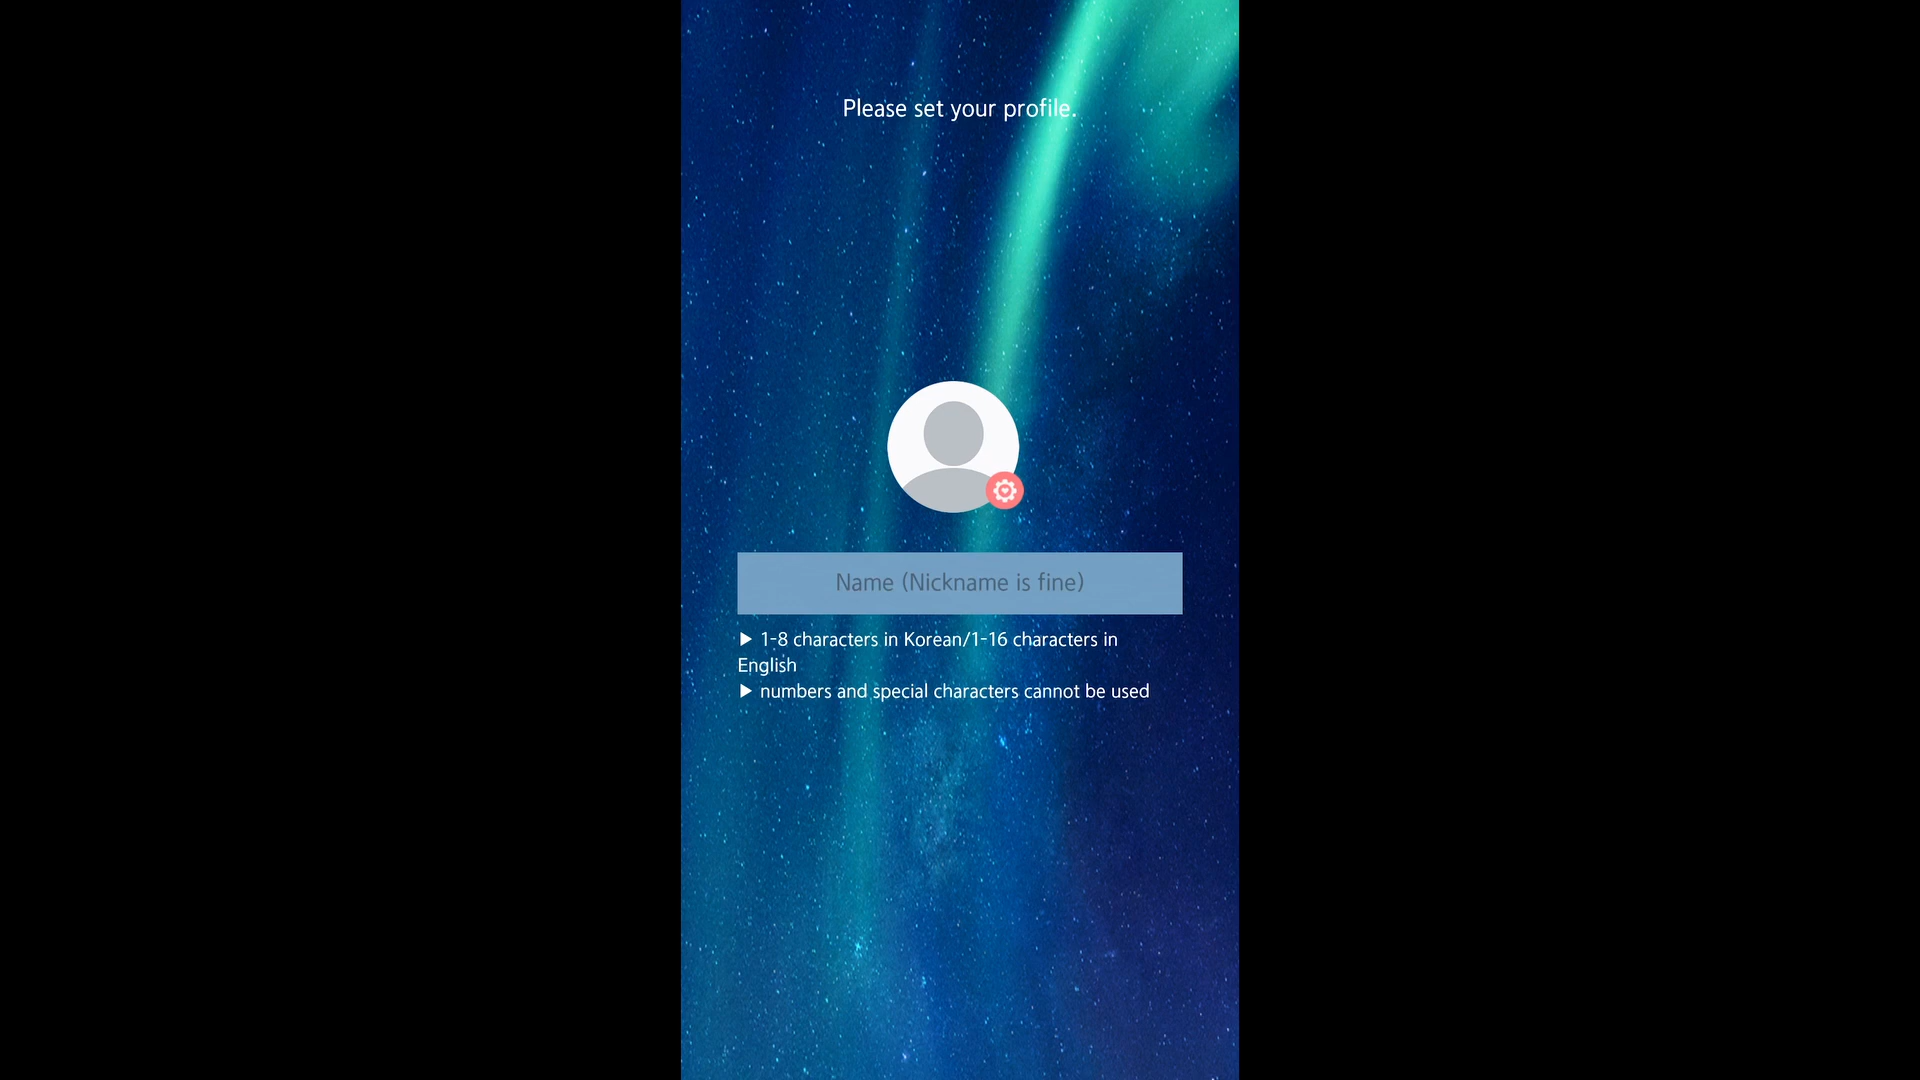 Please set your profile.
Name (Nickname is fine)
▶ 1-8 characters in Korean/1-16 characters in
English
▶ numbers and special characters cannot be used